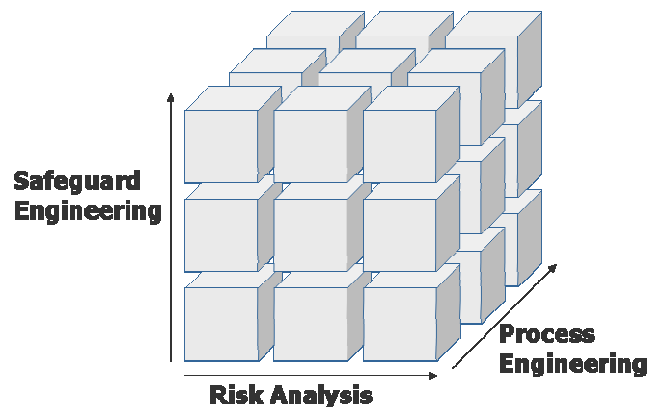 Safeguard
Engineering
Process
Engineering
Risk Analysis